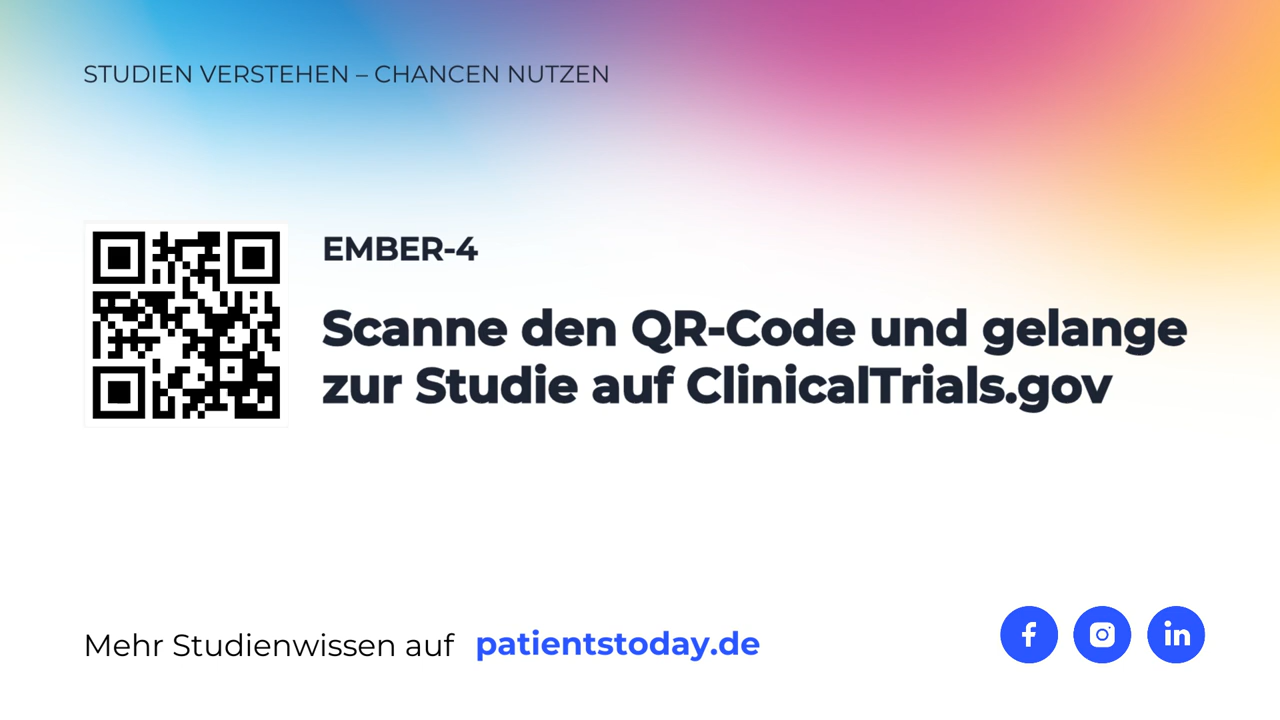 STUDIEN VERSTEHEN – CHANCEN NUTZEN
EMBER-4
Scanne den QR-Code und gelange
zur Studie auf ClinicalTrials.gov
Mehr Studienwissen auf patientstoday.de